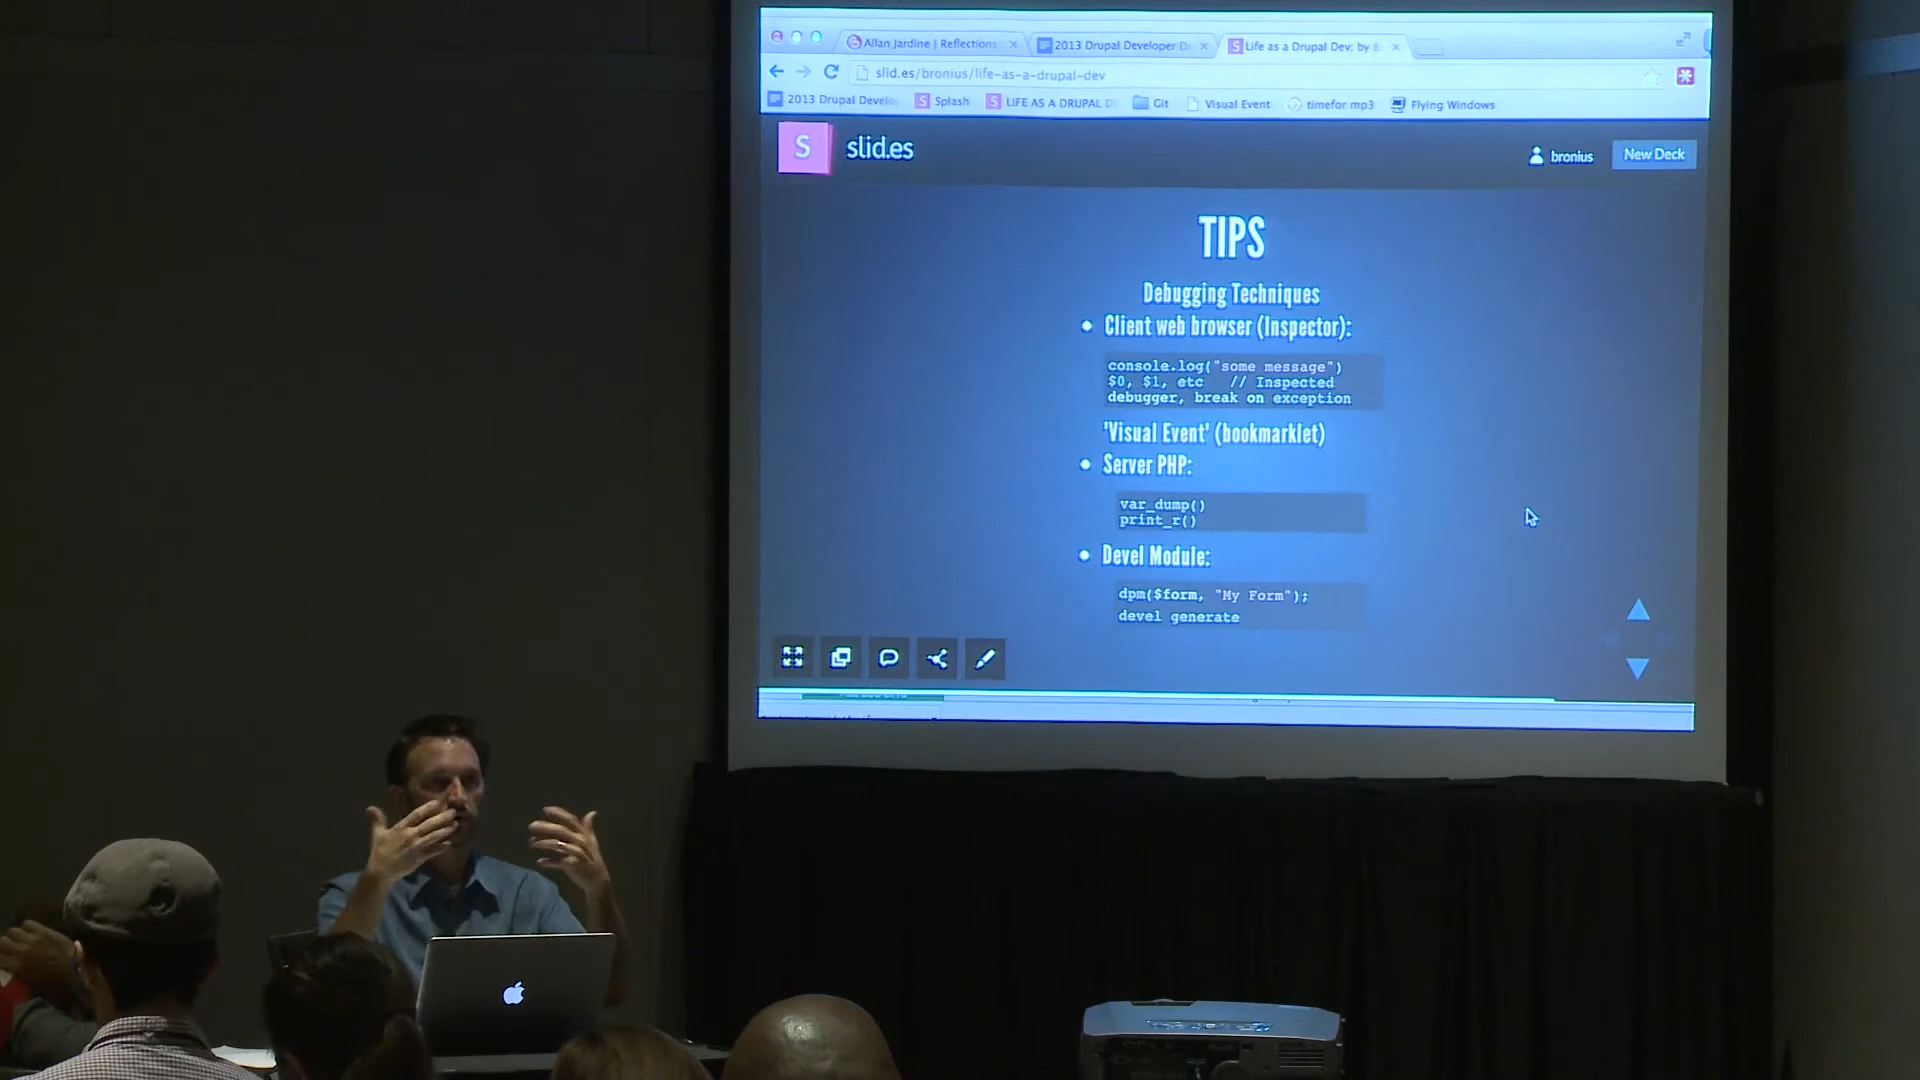 Allan Jardine | Reflections
2013 Drupal Developer D
Life as a Drupal Dev: by B
slid.es/bronius/life-as-a-drupal-dev
2013 Drupal Develo
S Splash
S LIFE AS A DRUPAL D
Git
Visual Event
timefor mp3
Flying Windows
S
slid.es
bronius
New Deck
TIPS
Debugging Techniques
• Client web browser (Inspector):
console.log("some message")
$0, $1, etc // Inspected
debugger, break on exception
'Visual Event' (bookmarklet)
• Server PHP:
var_dump()
print_r()
• Devel Module:
dpm($form, "My Form");
devel generate